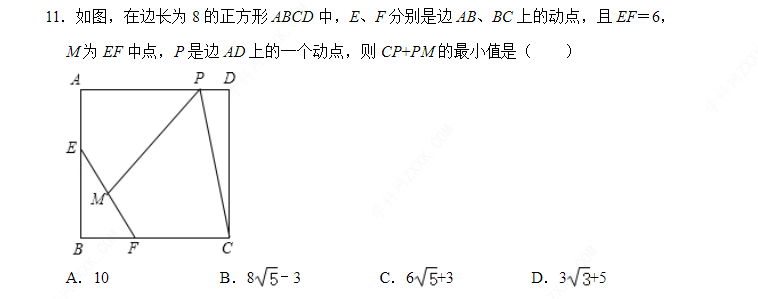 11. 如图，在边长为 8 的正方形 ABCD 中，E、F 分别是边 AB、BC 上的动点，且 EF＝6，
M 为 EF 中点，P 是边 AD 上的一个动点，则 CP+PM 的最小值是（　　）
A P D
E
M
B F C
A．10 B．8√5﹣3 C．6√5+3 D．3√3+5